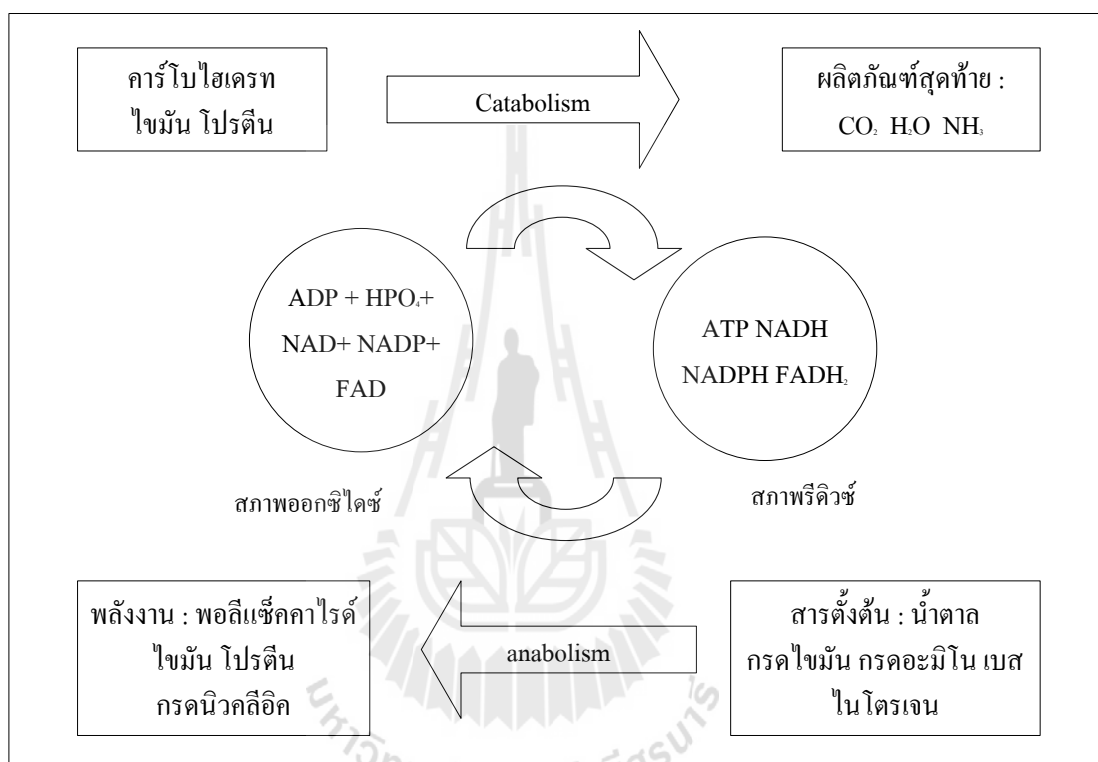 คาร์โบไฮเดรท
ไขมัน โปรตีน
Catabolism
ผลิตภัณฑ์สุดท้าย :
CO₂ H₂O NH₃
ADP + HPO₄+
NAD+ NADP+
FAD
ATP NADH
NADPH FADH₂
สภาพออกซิไดซ์
สภาพรีดิวซ์
พลังงาน : พอลีแซ็คคาไรด์
ไขมัน โปรตีน
กรดนิวคลีอิค
anabolism
สารตั้งต้น : น้ำตาล
กรดไขมัน กรดอะมิโน เบส
ไนโตรเจน